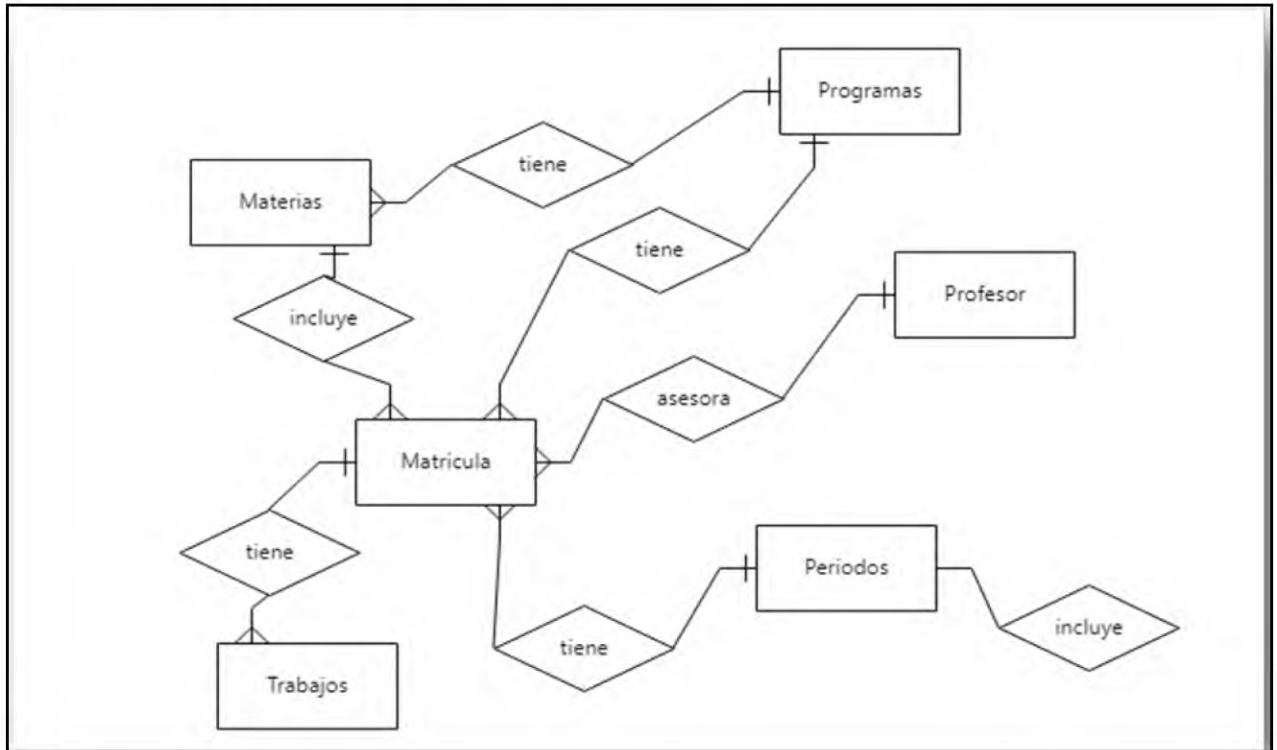 Programas
tiene
Materias
tiene
Profesor
incluye
asesora
Matricula
tiene
Periodos
tiene
incluye
Trabajos